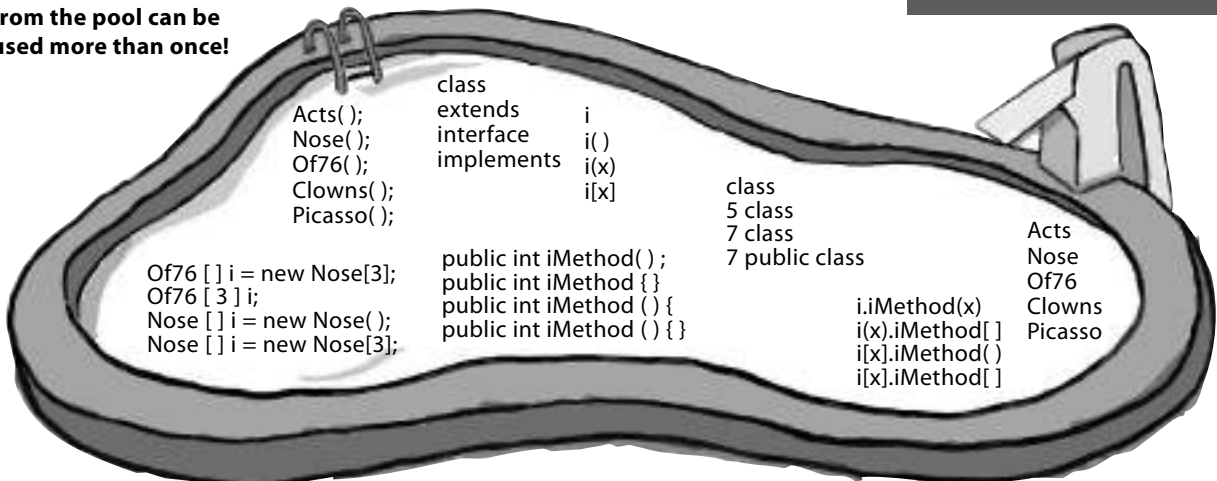 rom the pool can be
used more than once!
Acts( );
Nose( );
Of76( );
Clowns( );
Picasso( );
class
extends
interface
implements
i
i( )
i(x)
i[x]
class
5 class
7 class
7 public class
Acts
Nose
Of76
Clowns
Picasso
Of76 [ ] i = new Nose[3];
Of76 [ 3 ] i;
Nose [ ] i = new Nose( );
Nose [ ] i = new Nose[3];
public int iMethod( ) ;
public int iMethod { }
public int iMethod ( ) {
public int iMethod ( ) { }
i.iMethod(x)
i(x).iMethod[ ]
i[x].iMethod( )
i[x].iMethod[ ]